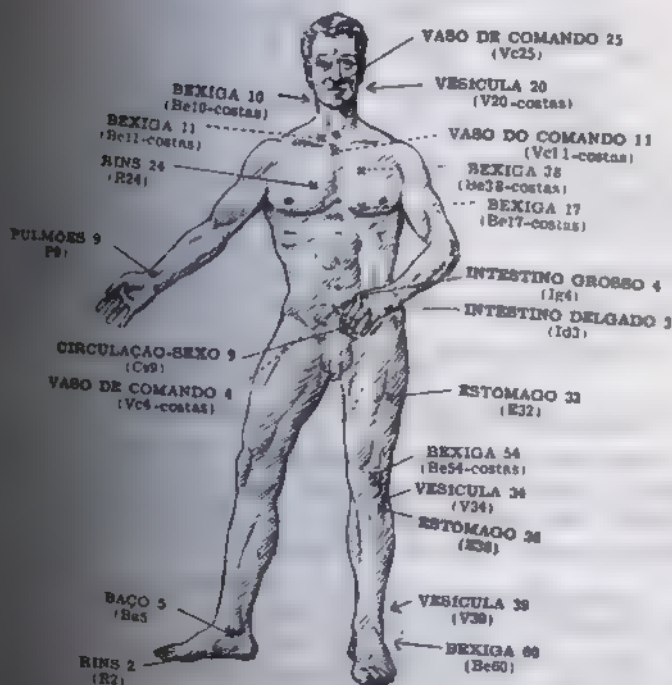 VASO DE COMANDO 25
(Vc25)
BEXIGA 10
(Be10-costas)
VESICULA 20
(V20-costas)
BEXIGA 11
(Be11-costas)
VASO DO COMANDO 11
(Vc11-costas)
RINS 24
(R24)
BEXIGA 38
(Be38-costas)
BEXIGA 17
(Be17-costas)
PULMOES 9
P9)
INTESTINO GROSSO 4
(Ig4)
INTESTINO DELGADO 3
(Id3)
CIRCULAÇAO-SEXO 9
(Cs9)
VASO DE COMANDO 4
(Vc4-costas)
ESTOMAGO 32
(E32)
BEXIGA 54
(Be54-costas)
VESICULA 34
(V34)
ESTOMAGO 36
(E36)
BAÇO 5
(Ba5
VESICULA 39
(V39)
RINS 2
(R2)
BEXIGA 60
(Be60)